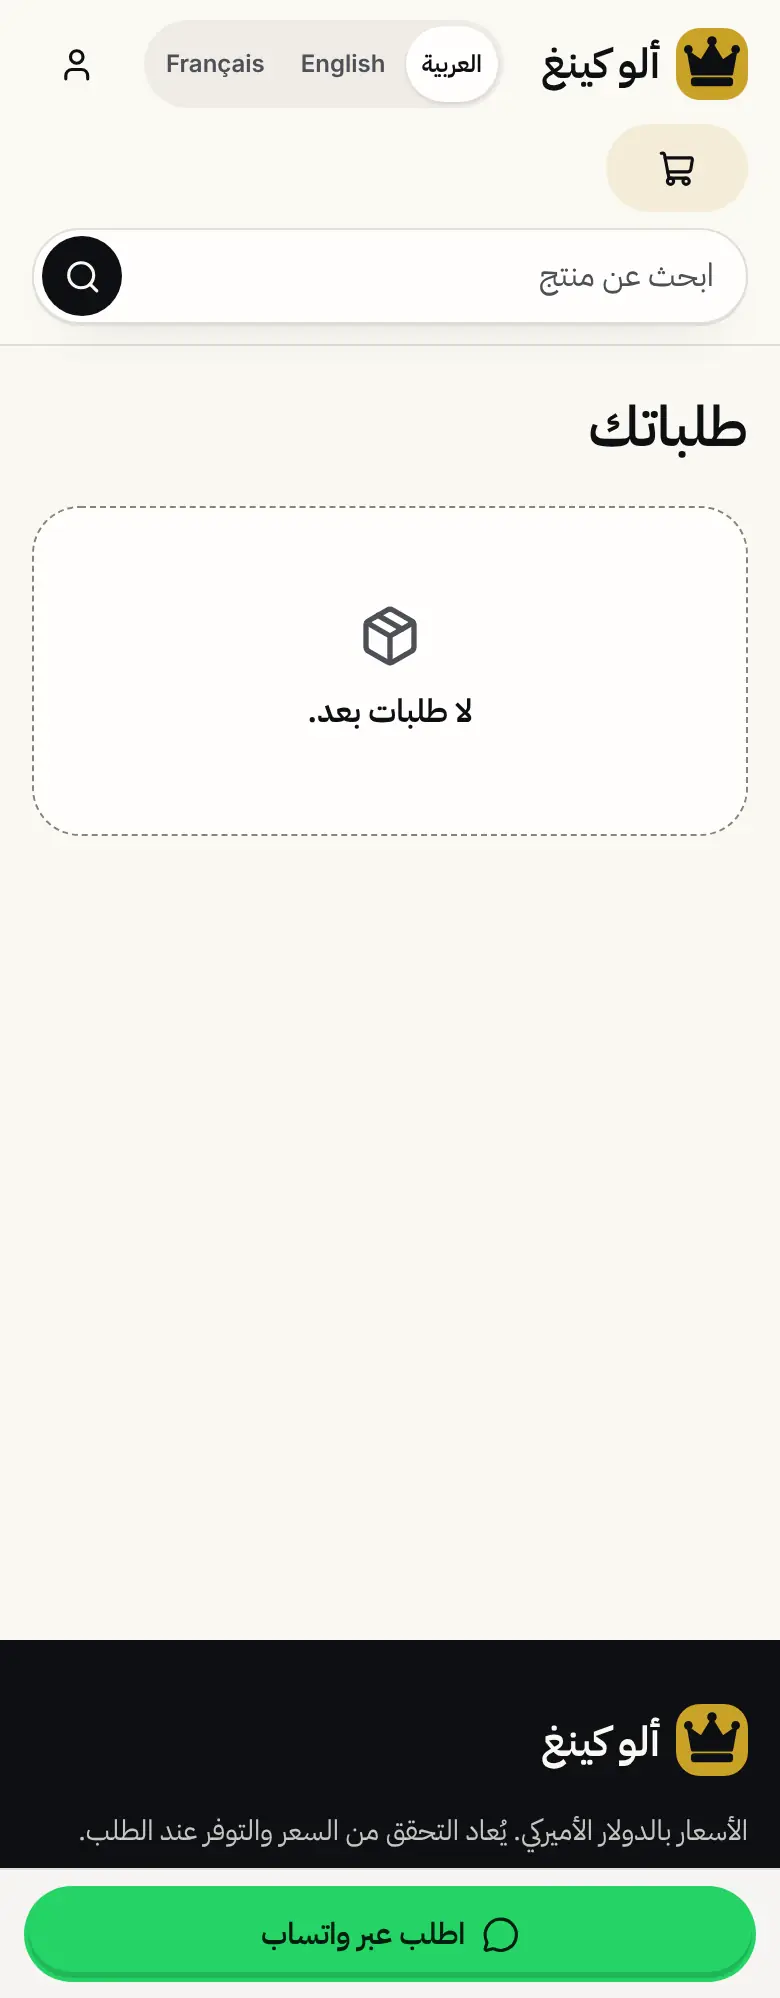 ألو كينغ
العربية English Français
ابحث عن منتج
طلباتك
لا طلبات بعد.
ألو كينغ
الأسعار بالدولار الأميركي. يُعاد التحقق من السعر والتوفر عند الطلب.
اطلب عبر واتساب